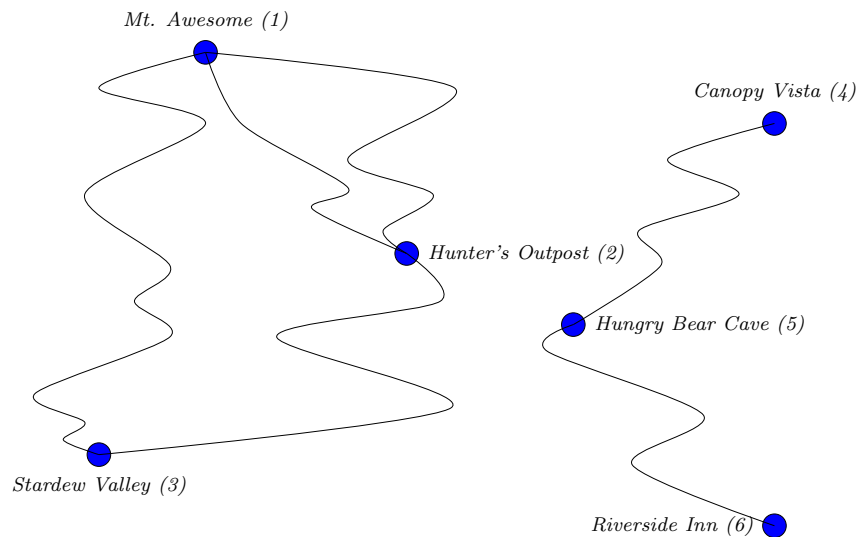 Mt. Awesome (1)
Canopy Vista (4)
Hunter's Outpost (2)
Hungry Bear Cave (5)
Stardew Valley (3)
Riverside Inn (6)